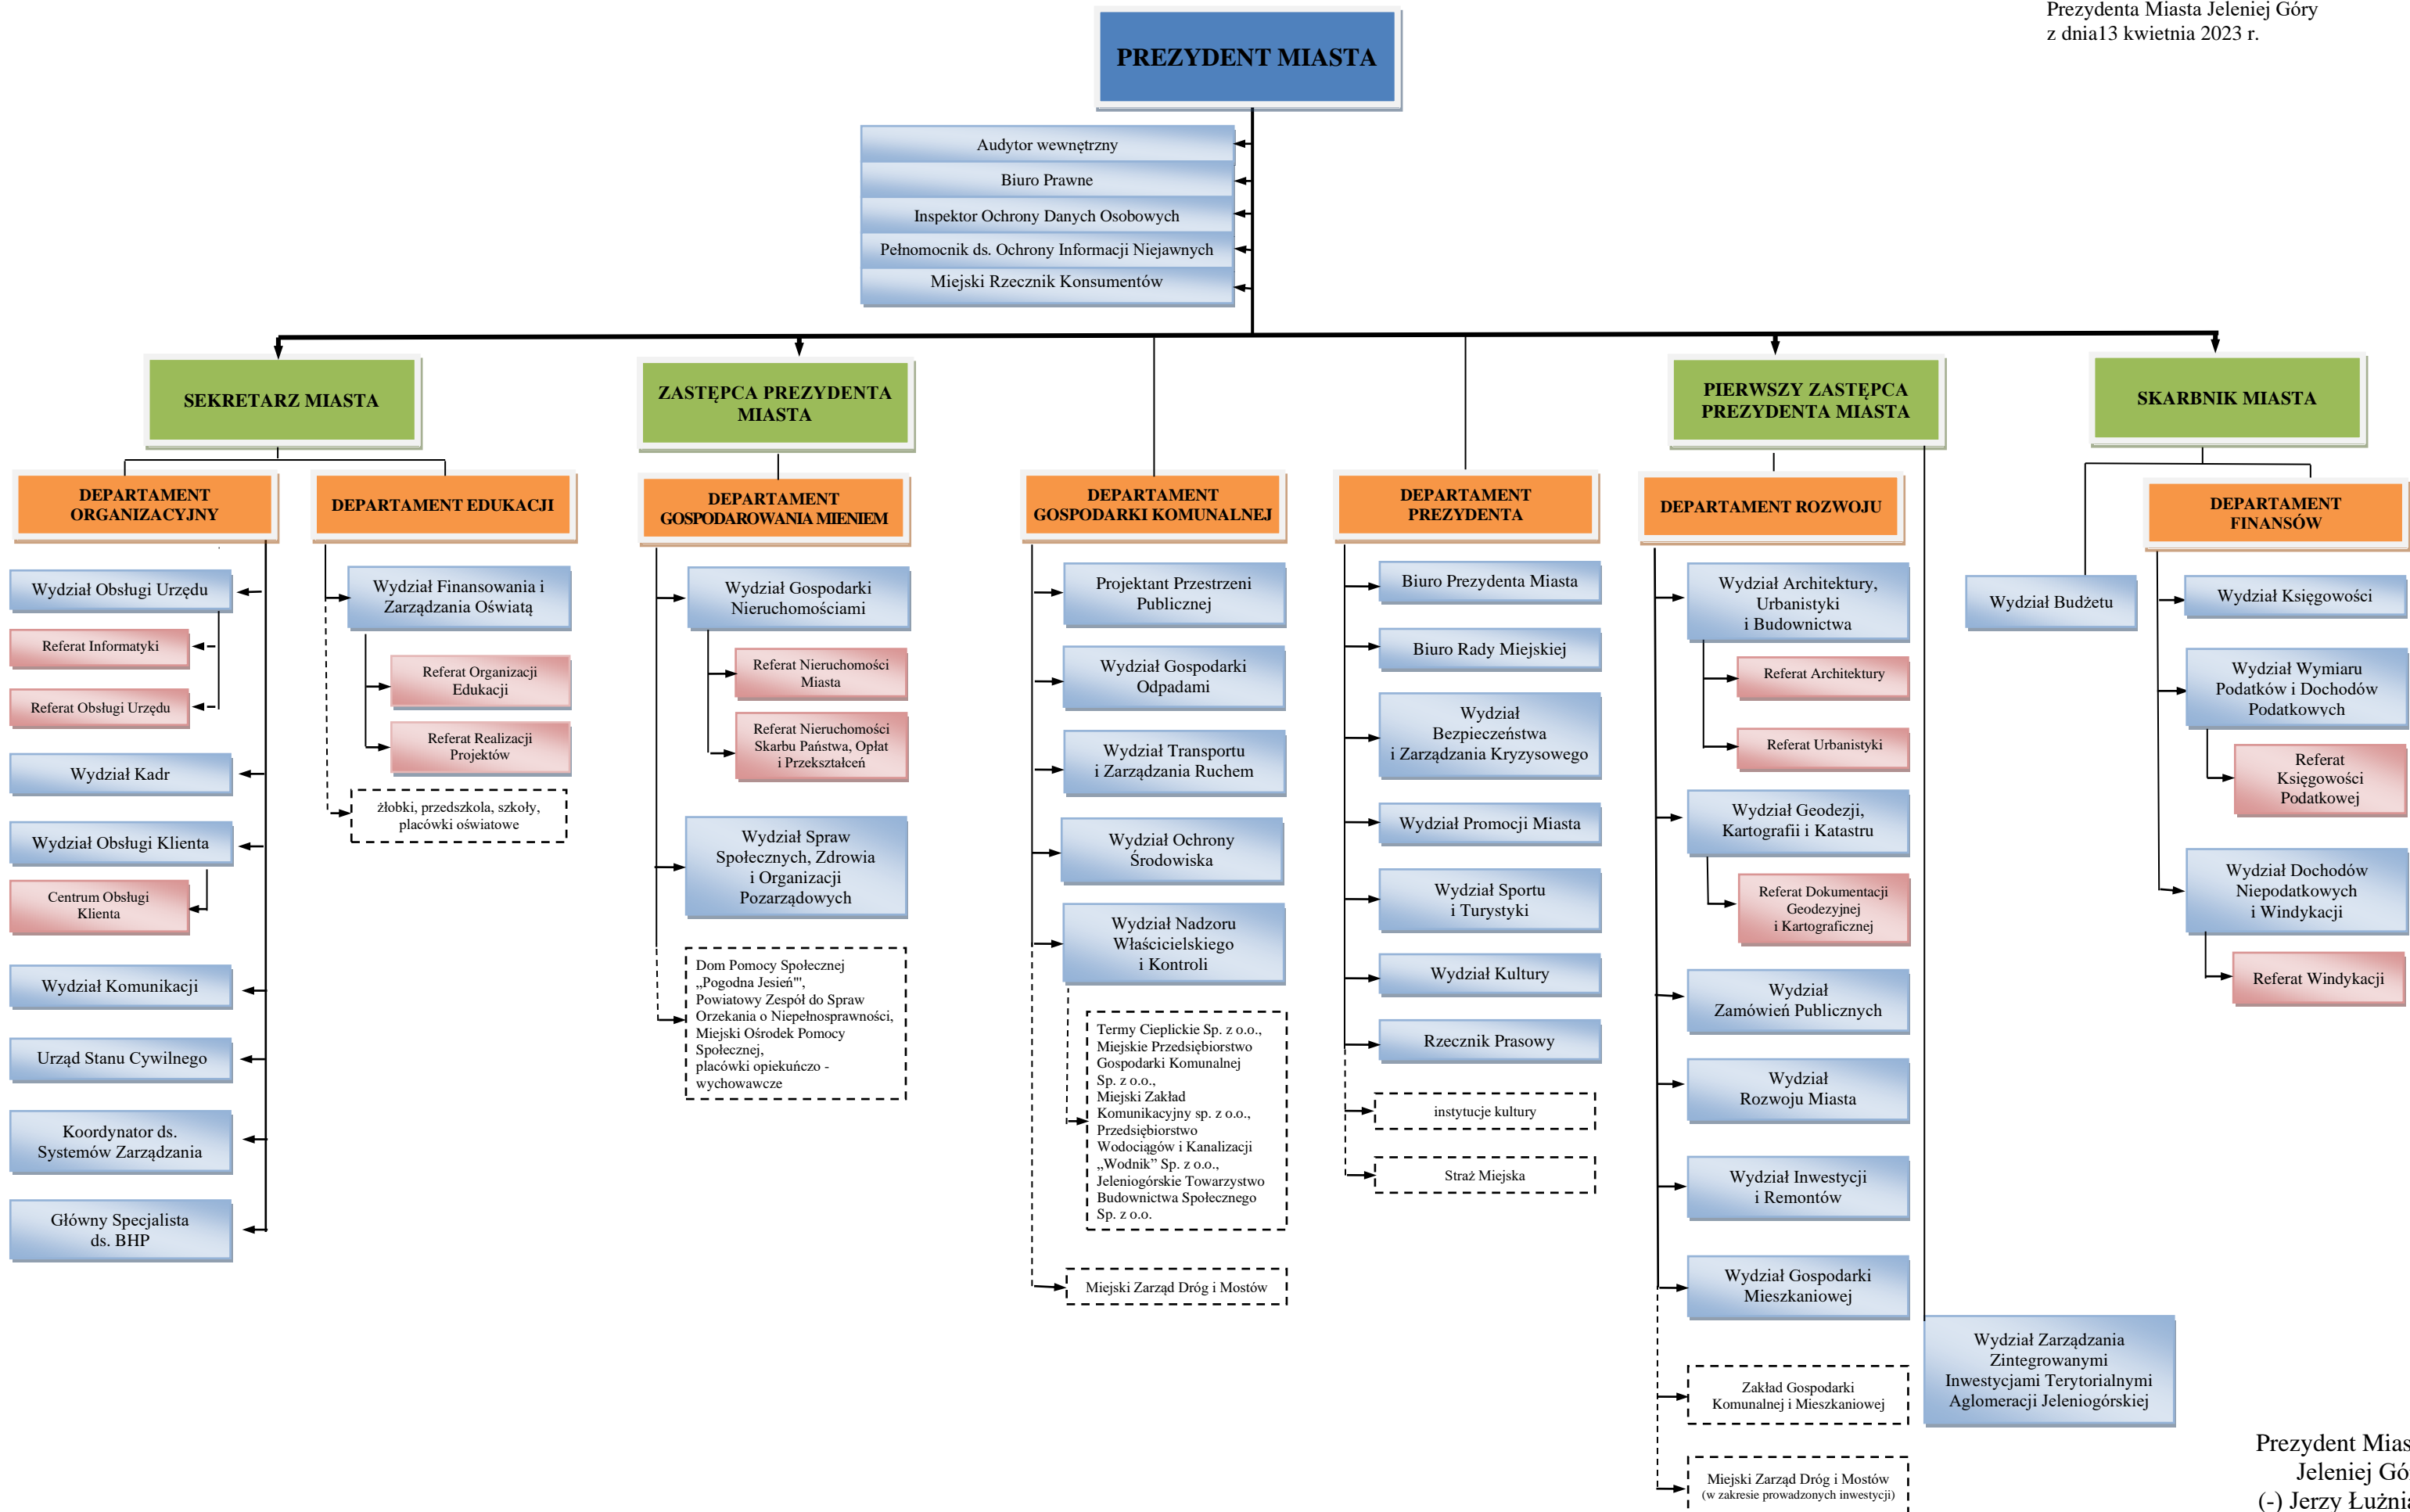 Prezydenta Miasta Jeleniej Góry
z dnia13 kwietnia 2023 r.
PREZYDENT MIASTA
Audytor wewnętrzny
Biuro Prawne
Inspektor Ochrony Danych Osobowych
Pełnomocnik ds. Ochrony Informacji Niejawnych
Miejski Rzecznik Konsumentów
SEKRETARZ MIASTA
ZASTĘPCA PREZYDENTA
MIASTA
PIERWSZY ZASTĘPCA
PREZYDENTA MIASTA
SKARBNIK MIASTA
DEPARTAMENT
ORGANIZACYJNY
Wydział Obsługi Urzędu
Referat Informatyki
Referat Obsługi Urzędu
Wydział Kadr
Wydział Obsługi Klienta
Centrum Obsługi
Klienta
Wydział Komunikacji
Urząd Stanu Cywilnego
Koordynator ds.
Systemów Zarządzania
Główny Specjalista
ds. BHP
DEPARTAMENT EDUKACJI
Wydział Finansowania i
Zarządzania Oświatą
Referat Organizacji
Edukacji
Referat Realizacji
Projektów
żłobki, przedszkola, szkoły,
placówki oświatowe
DEPARTAMENT
GOSPODAROWANIA MIENIEM
Wydział Gospodarki
Nieruchomościami
Referat Nieruchomości
Miasta
Referat Nieruchomości
Skarbu Państwa, Opłat
i Przekształceń
Wydział Spraw
Społecznych, Zdrowia
i Organizacji
Pozarządowych
Dom Pomocy Społecznej
„Pogodna Jesień"',
Powiatowy Zespół do Spraw
Orzekania o Niepełnosprawności,
Miejski Ośrodek Pomocy
Społecznej,
placówki opiekuńczo -
wychowawcze
DEPARTAMENT
GOSPODARKI KOMUNALNEJ
Projektant Przestrzeni
Publicznej
Wydział Gospodarki
Odpadami
Wydział Transportu
i Zarządzania Ruchem
Wydział Ochrony
Środowiska
Wydział Nadzoru
Właścicielskiego
i Kontroli
Termy Cieplickie Sp. z o.o.,
Miejskie Przedsiębiorstwo
Gospodarki Komunalnej
Sp. z o.o.,
Miejski Zakład
Komunikacyjny sp. z o.o.,
Przedsiębiorstwo
Wodociągów i Kanalizacji
„Wodnik” Sp. z o.o.,
Jeleniogórskie Towarzystwo
Budownictwa Społecznego
Sp. z o.o.
Miejski Zarząd Dróg i Mostów
DEPARTAMENT
PREZYDENTA
Biuro Prezydenta Miasta
Biuro Rady Miejskiej
Wydział
Bezpieczeństwa
i Zarządzania Kryzysowego
Wydział Promocji Miasta
Wydział Sportu
i Turystyki
Wydział Kultury
Rzecznik Prasowy
instytucje kultury
Straż Miejska
DEPARTAMENT ROZWOJU
Wydział Architektury,
Urbanistyki
i Budownictwa
Referat Architektury
Referat Urbanistyki
Wydział Geodezji,
Kartografii i Katastru
Referat Dokumentacji
Geodezyjnej
i Kartograficznej
Wydział
Zamówień Publicznych
Wydział
Rozwoju Miasta
Wydział Inwestycji
i Remontów
Wydział Gospodarki
Mieszkaniowej
Zakład Gospodarki
Komunalnej i Mieszkaniowej
Miejski Zarząd Dróg i Mostów
(w zakresie prowadzonych inwestycji)
Wydział Zarządzania
Zintegrowanymi
Inwestycjami Terytorialnymi
Aglomeracji Jeleniogórskiej
Wydział Budżetu
DEPARTAMENT
FINANSÓW
Wydział Księgowości
Wydział Wymiaru
Podatków i Dochodów
Podatkowych
Referat
Księgowości
Podatkowej
Wydział Dochodów
Niepodatkowych
i Windykacji
Referat Windykacji
Prezydent Mias
Jeleniej Gó
(-) Jerzy Łużnia